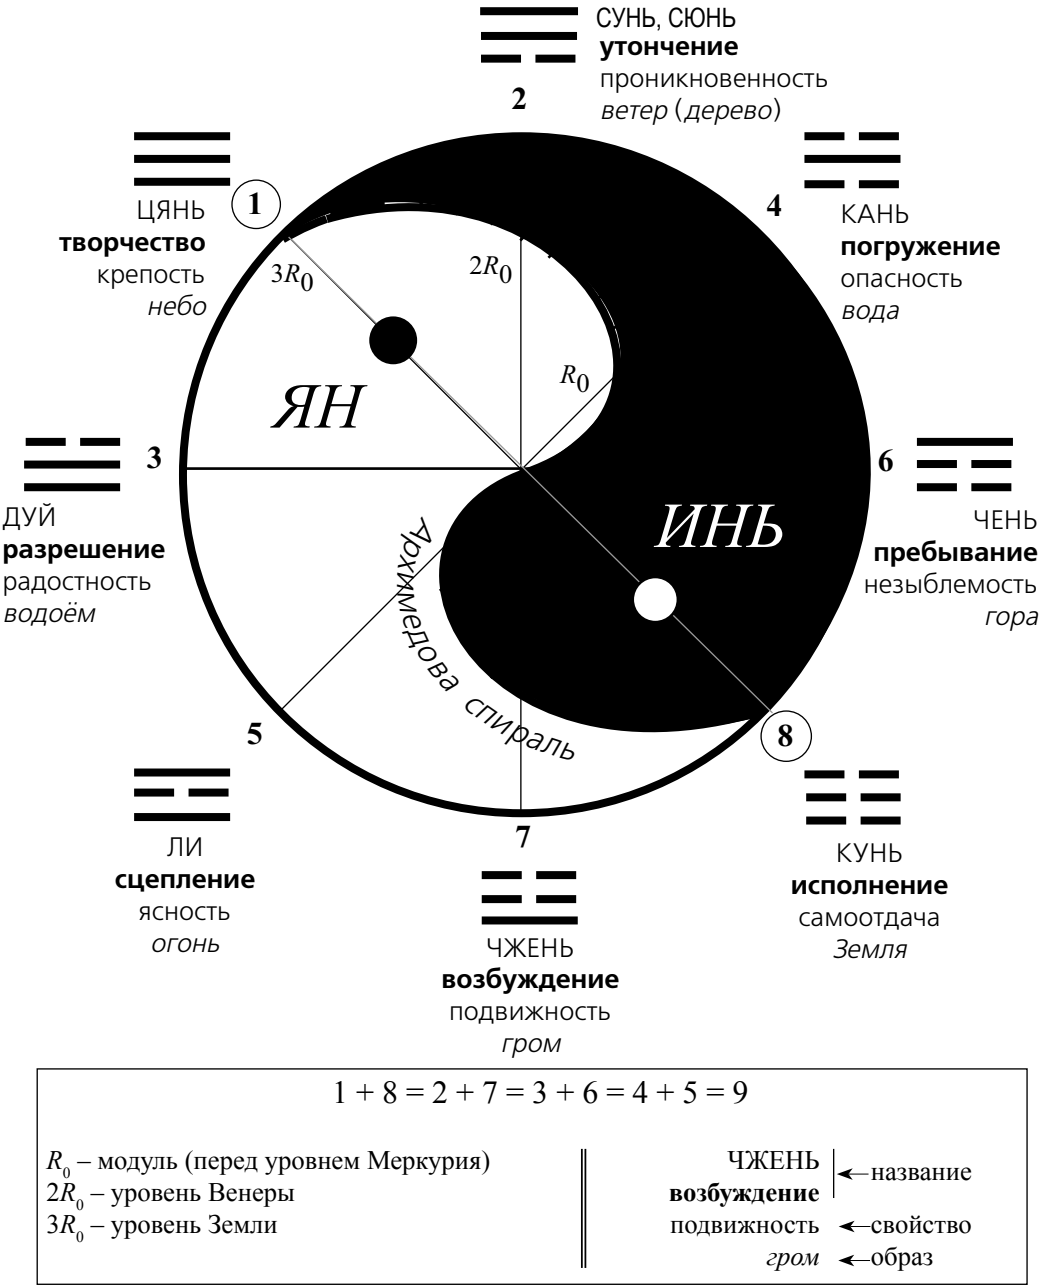 СУНЬ, СЮНЬ
утончение
проникновенность
ветер (дерево)
2
1
ЦЯНЬ
творчество
крепость
небо
4
КАНЬ
погружение
опасность
вода
3R0
2R0
R0
ЯН
3
ДУЙ
разрешение
радостность
водоём
6
ЧЕНЬ
пребывание
незыблемость
гора
ИНЬ
Архимедова спираль
5
ЛИ
сцепление
ясность
огонь
7
ЧЖЕНЬ
возбуждение
подвижность
гром
8
КУНЬ
исполнение
самоотдача
Земля
1 + 8 = 2 + 7 = 3 + 6 = 4 + 5 = 9
R0 – модуль (перед уровнем Меркурия)
2R0 – уровень Венеры
3R0 – уровень Земли
ЧЖЕНЬ
возбуждение
название
подвижность
свойство
гром
образ